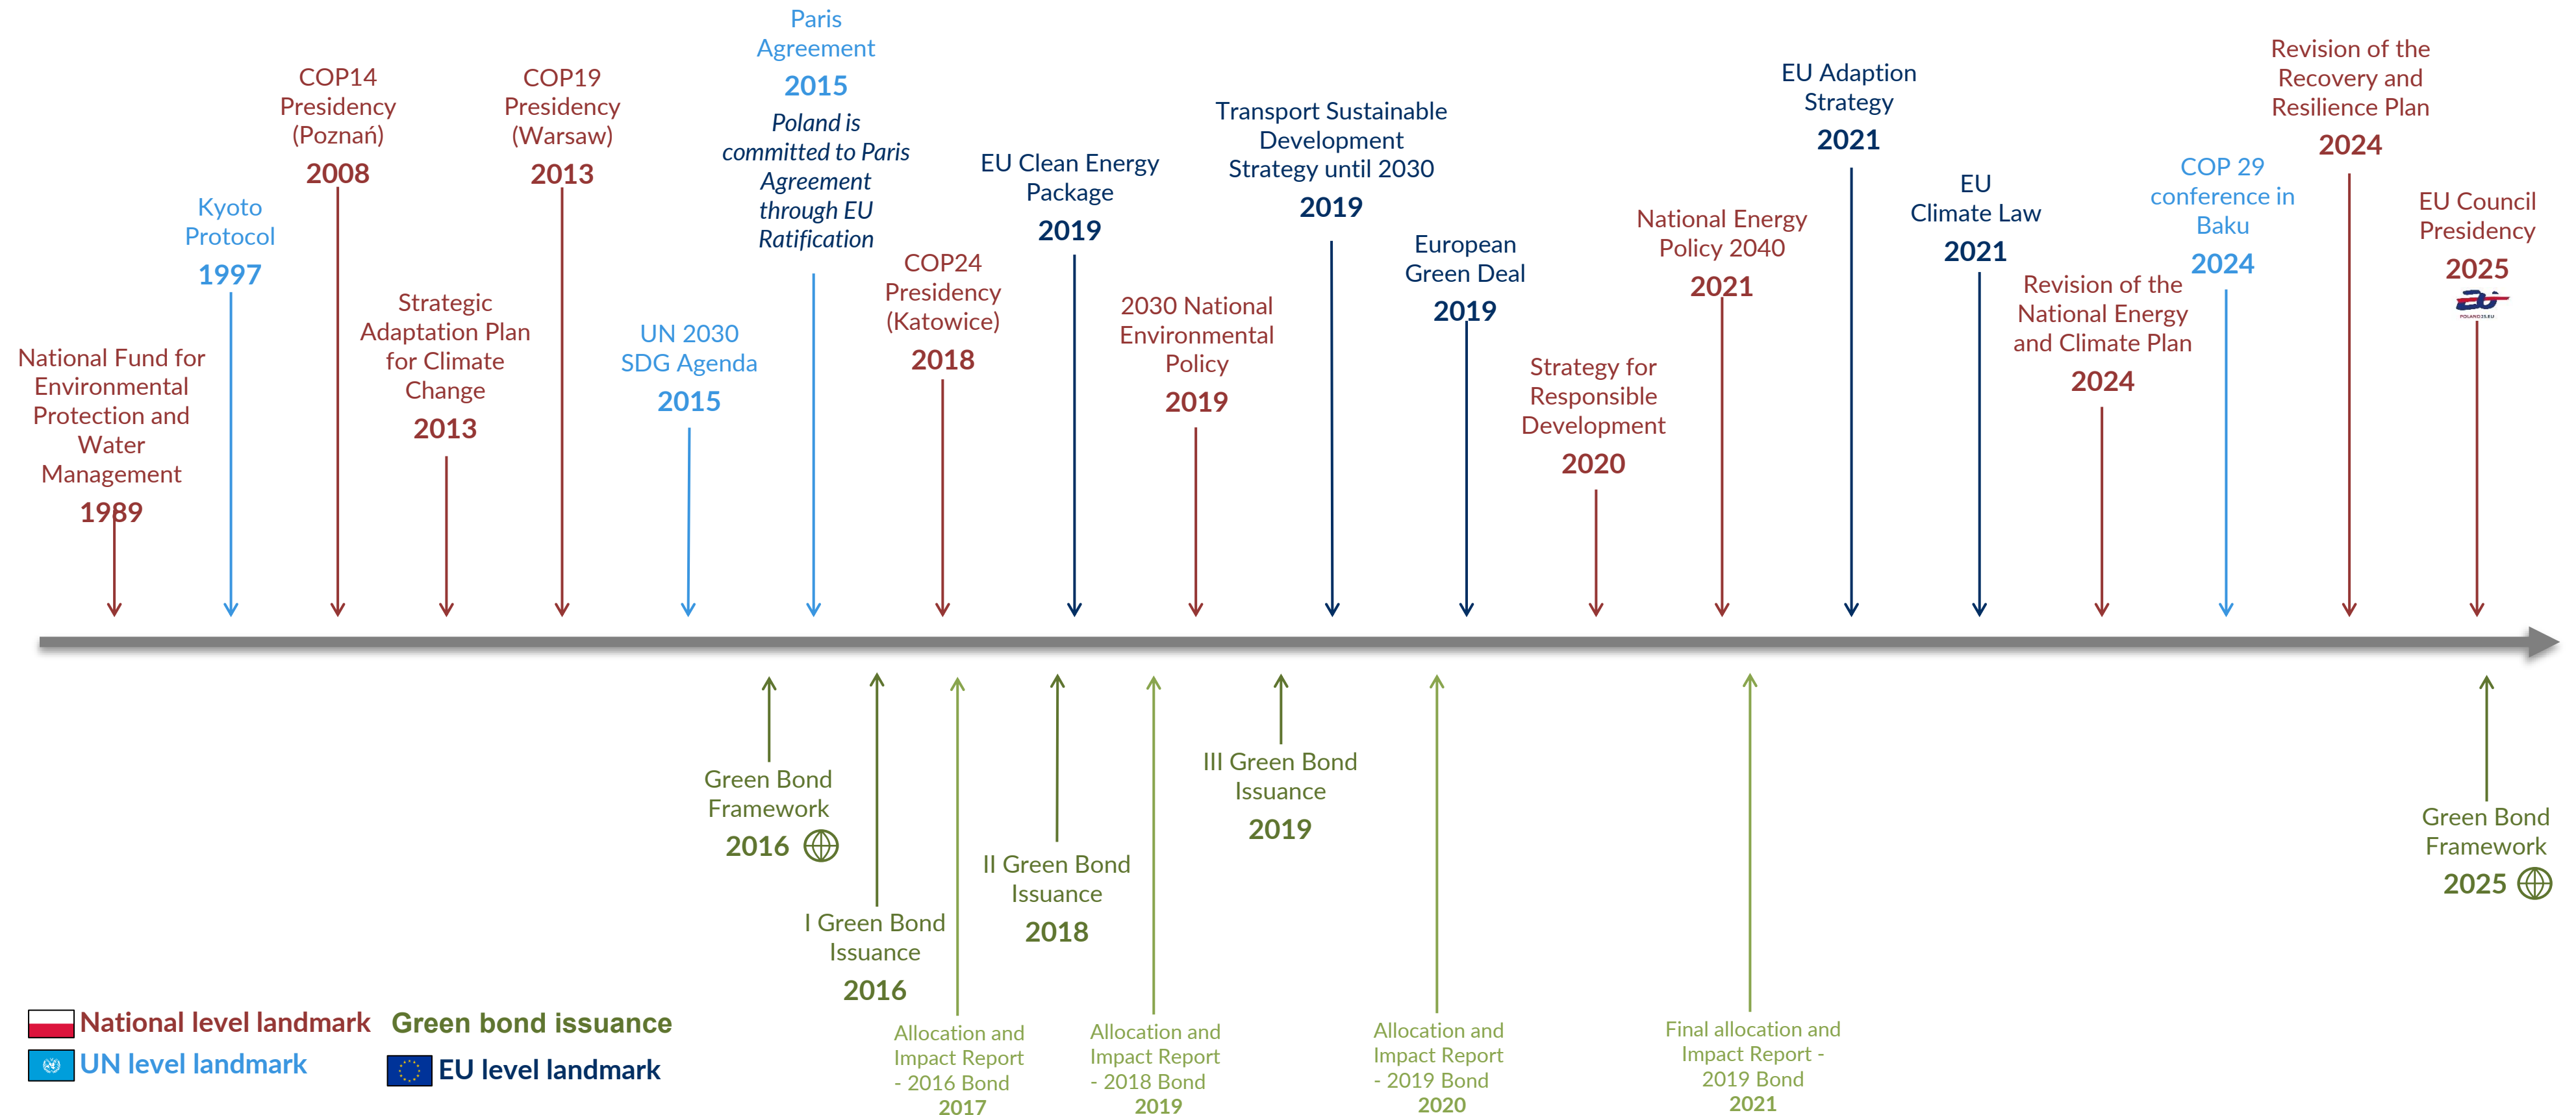 National Fund for
Environmental
Protection and
Water
Management
1989
Kyoto
Protocol
1997
COP14
Presidency
(Poznań)
2008
Strategic
Adaptation Plan
for Climate
Change
2013
COP19
Presidency
(Warsaw)
2013
UN 2030
SDG Agenda
2015
Paris
Agreement
2015
Poland is
committed to Paris
Agreement
through EU
Ratification
COP24
Presidency
(Katowice)
2018
EU Clean Energy
Package
2019
2030 National
Environmental
Policy
2019
Transport Sustainable
Development
Strategy until 2030
2019
European
Green Deal
2019
Strategy for
Responsible
Development
2020
National Energy
Policy 2040
2021
EU Adaption
Strategy
2021
EU
Climate Law
2021
Revision of the
National Energy
and Climate Plan
2024
COP 29
conference in
Baku
2024
Revision of the
Recovery and
Resilience Plan
2024
EU Council
Presidency
2025
EU
POLAND25.EU
Green Bond
Framework
2016
I Green Bond
Issuance
2016
Allocation and
Impact Report
- 2016 Bond
2017
II Green Bond
Issuance
2018
Allocation and
Impact Report
- 2018 Bond
2019
III Green Bond
Issuance
2019
Allocation and
Impact Report
- 2019 Bond
2020
Final allocation and
Impact Report -
2019 Bond
2021
Green Bond
Framework
2025
National level landmark
Green bond issuance
UN level landmark
EU level landmark